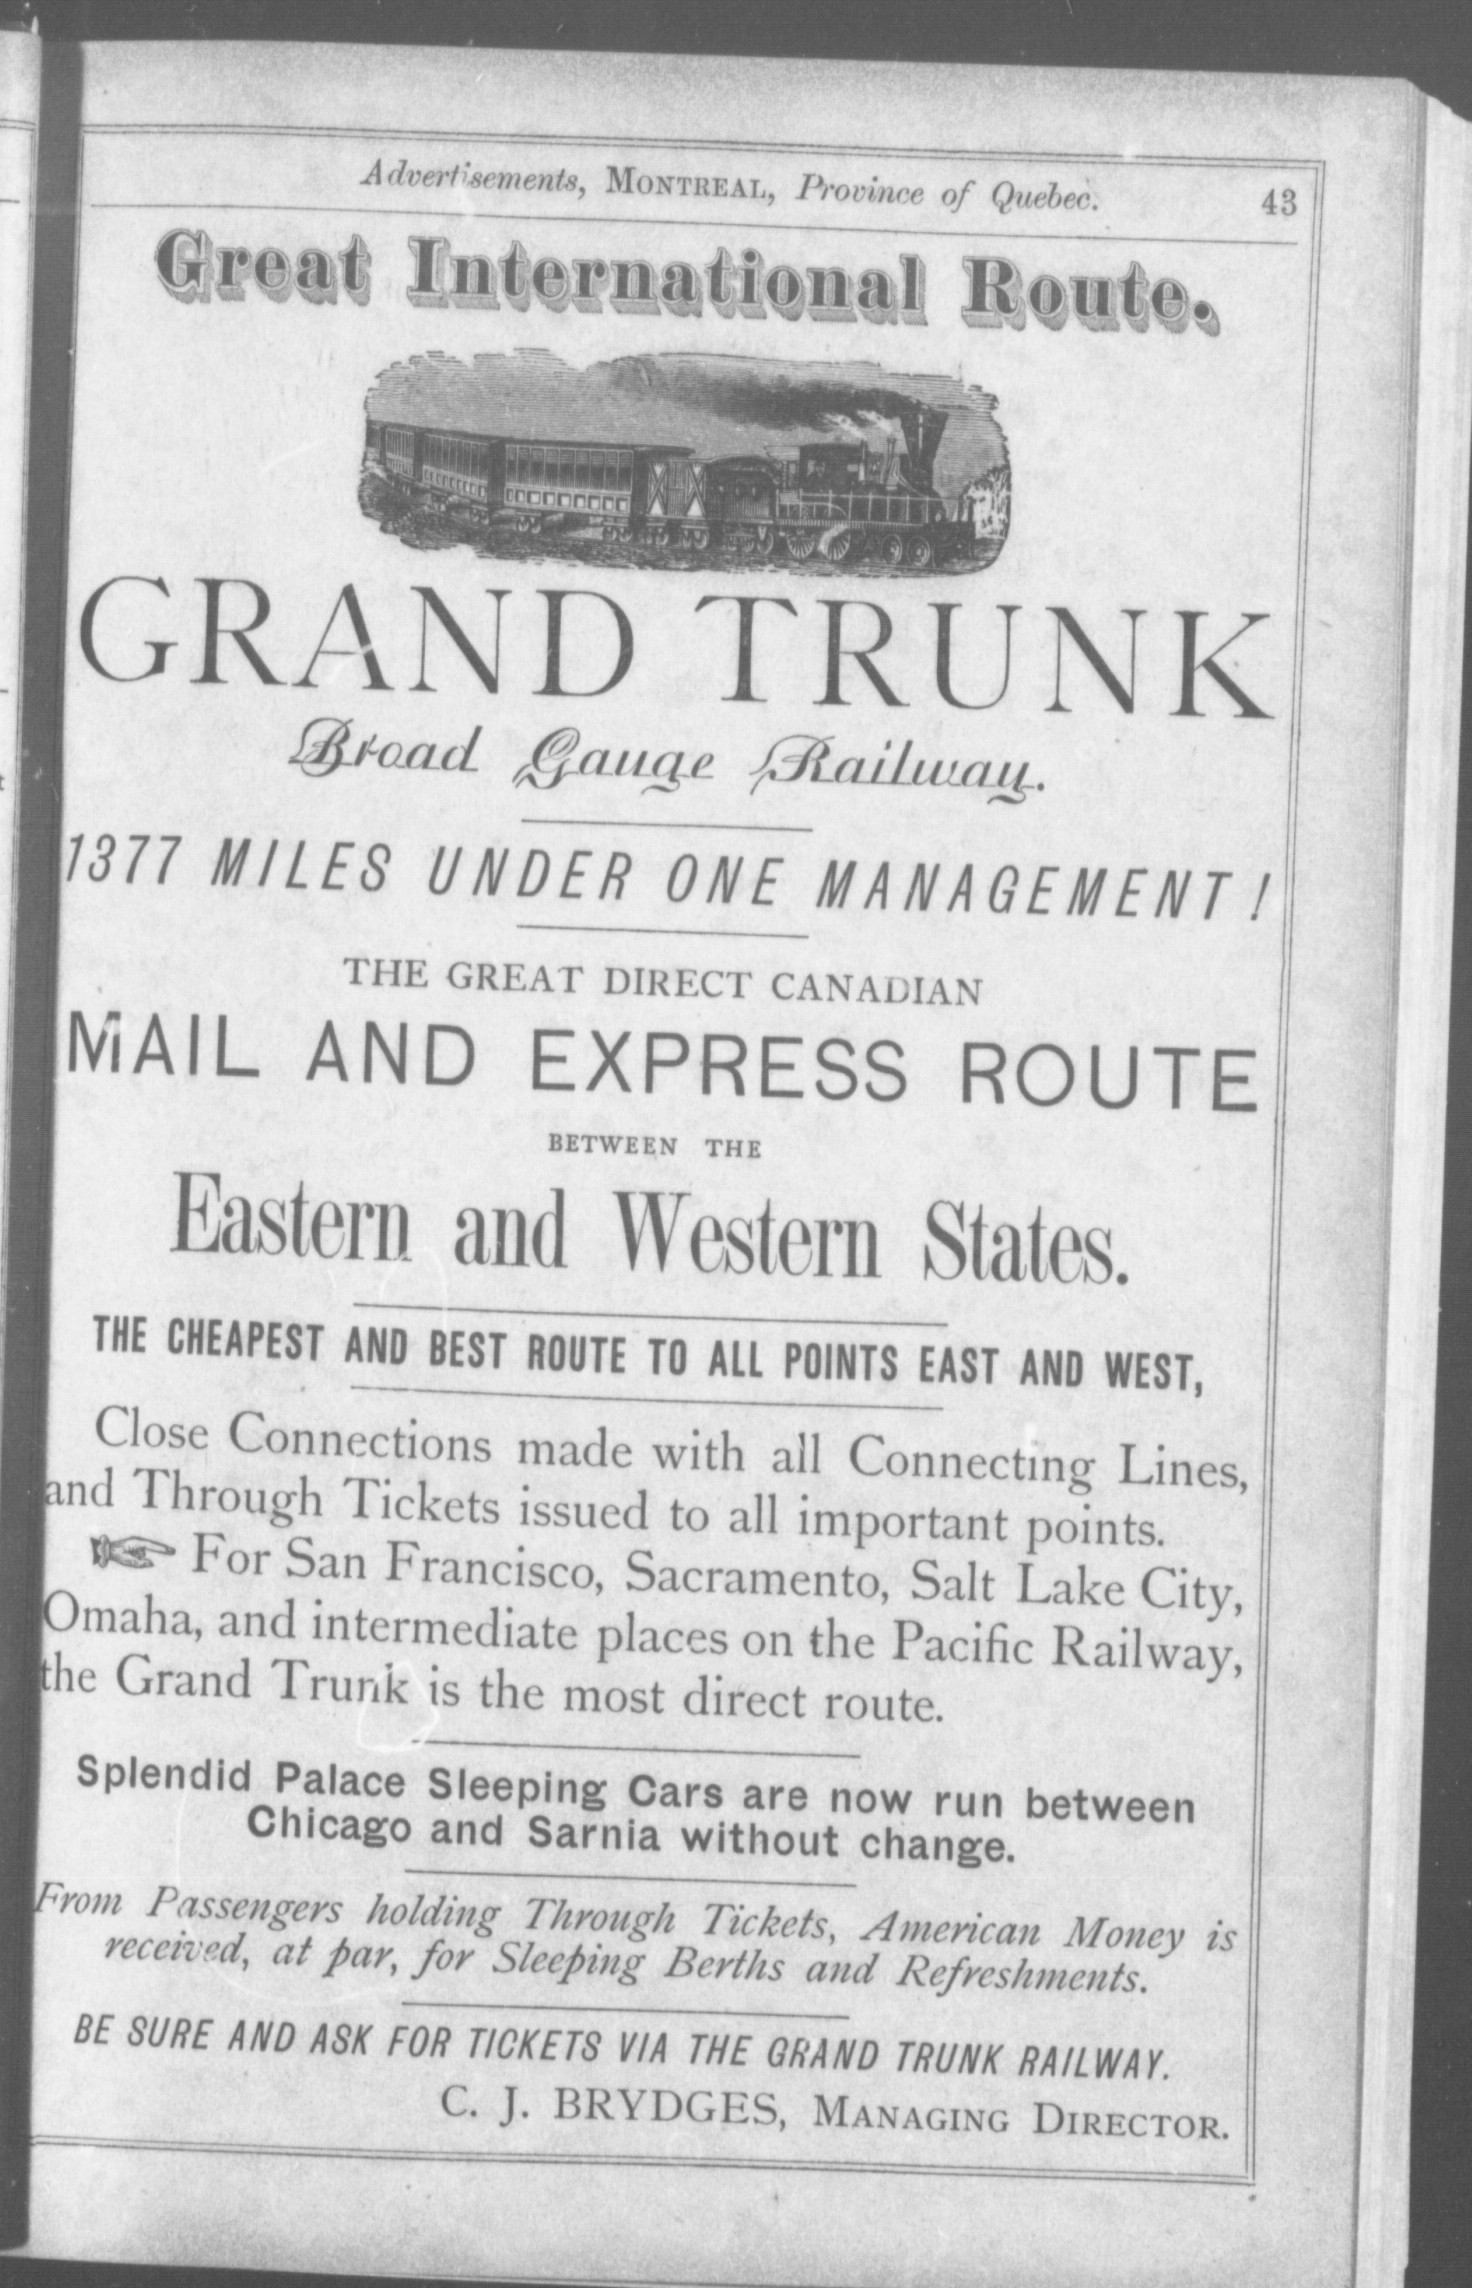 Advertisements, MONTREAL, Province of Quebec. 43
Great International Route.
GRAND TRUNK
Broad Gauge Railway.
1377 MILES UNDER ONE MANAGEMENT!
THE GREAT DIRECT CANADIAN
MAIL AND EXPRESS ROUTE
BETWEEN THE
Eastern and Western States.
THE CHEAPEST AND BEST ROUTE TO ALL POINTS EAST AND WEST,
Close Connections made with all Connecting Lines,
and Through Tickets issued to all important points.
☞ For San Francisco, Sacramento, Salt Lake City,
Omaha, and intermediate places on the Pacific Railway,
the Grand Trunk is the most direct route.
Splendid Palace Sleeping Cars are now run between
Chicago and Sarnia without change.
From Passengers holding Through Tickets, American Money is
received, at par, for Sleeping Berths and Refreshments.
BE SURE AND ASK FOR TICKETS VIA THE GRAND TRUNK RAILWAY.
C. J. BRYDGES, MANAGING DIRECTOR.